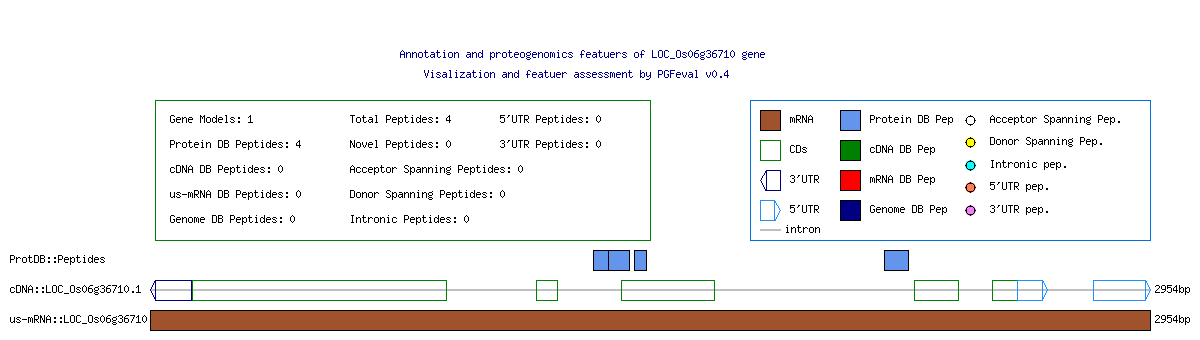 Annotation and proteogenomics featuers of LOC_Os06g36710 gene
Visalization and featuer assessment by PGFeval v0.4
Gene Models: 1 Total Peptides: 4 5'UTR Peptides: 0
Protein DB Peptides: 4 Novel Peptides: 0 3'UTR Peptides: 0
cDNA DB Peptides: 0 Acceptor Spanning Peptides: 0
us-mRNA DB Peptides: 0 Donor Spanning Peptides: 0
Genome DB Peptides: 0 Intronic Peptides: 0
mRNA Protein DB Pep Acceptor Spanning Pep.
CDs cDNA DB Pep Donor Spanning Pep.
3'UTR mRNA DB Pep Intronic pep.
5'UTR Genome DB Pep 5'UTR pep.
intron 3'UTR pep.
ProtDB::Peptides
cDNA::LOC_Os06g36710.1 2954bp
us-mRNA::LOC_Os06g36710 2954bp